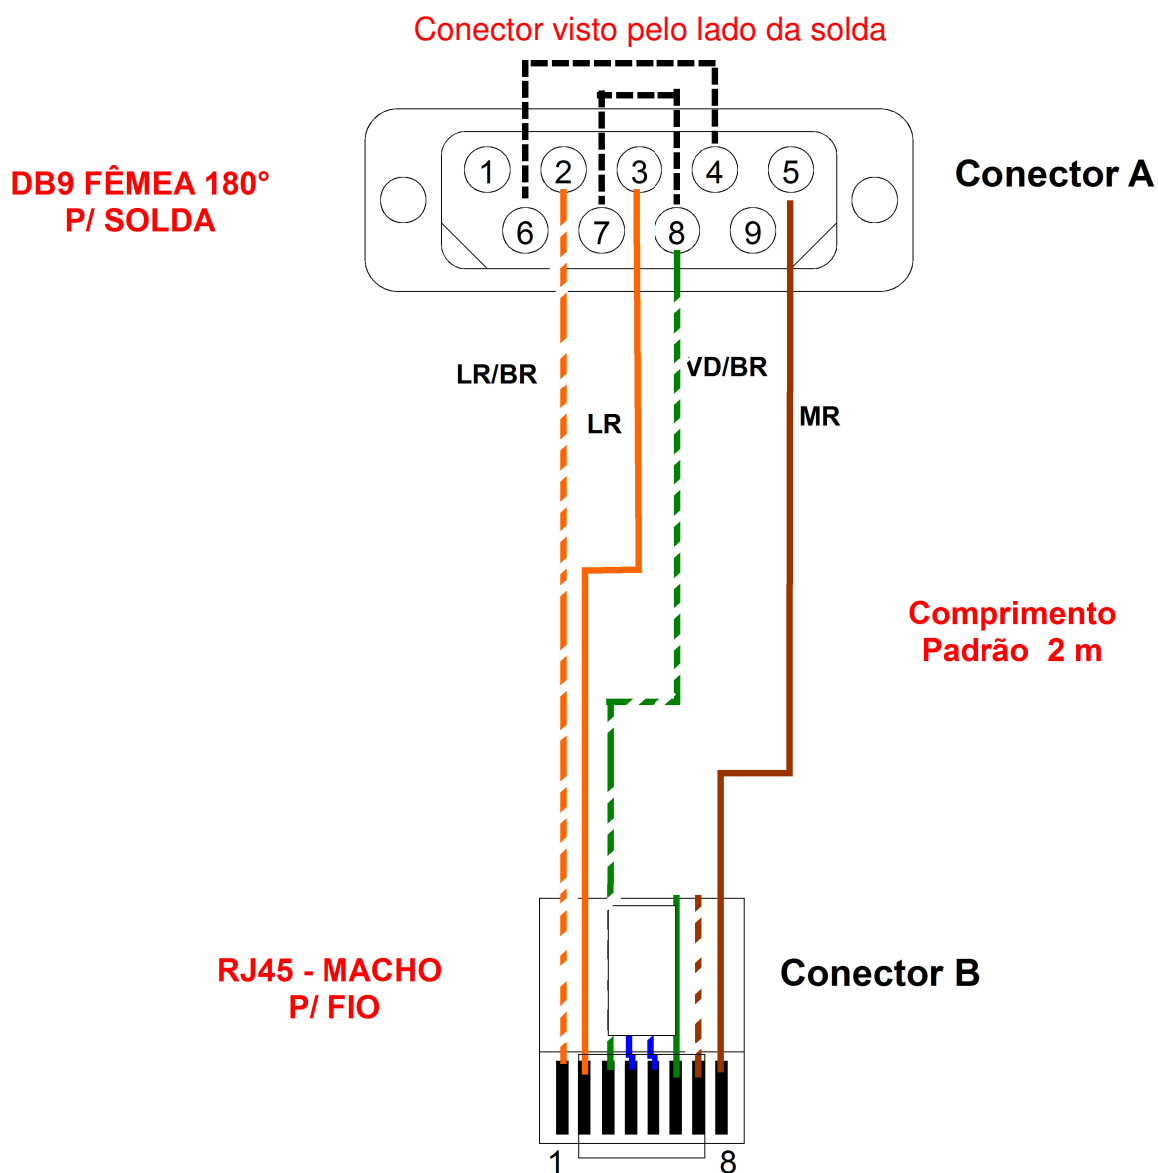 Conector visto pelo lado da solda
DB9 FÊMEA 180°
P/ SOLDA
1 2 3 4 5
6 7 8 9
Conector A
LR/BR
VD/BR
LR
MR
Comprimento
Padrão 2 m
RJ45 - MACHO
P/ FIO
Conector B
1 8